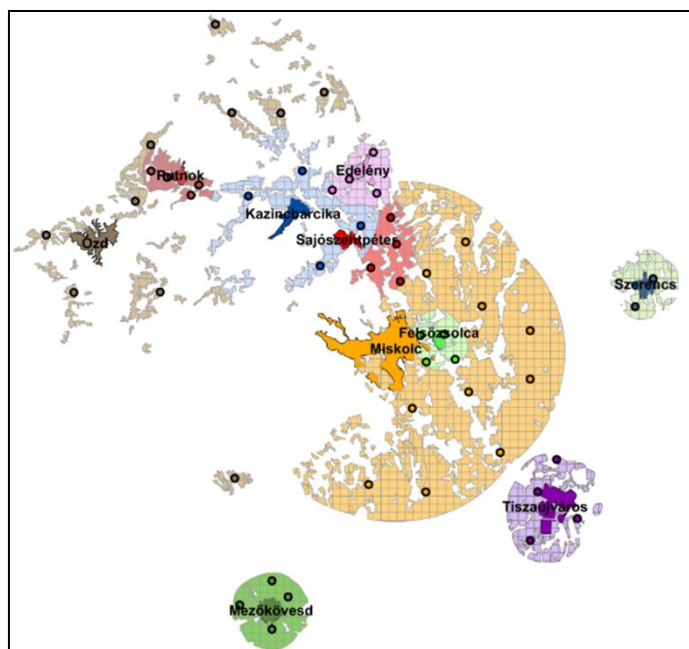 Edelény
Putnok
Kazincbarcika
Ózd
Sajószentpéter
Szerencs
Felsőzsolca
Miskolc
Tiszaújváros
Mezőkövesd